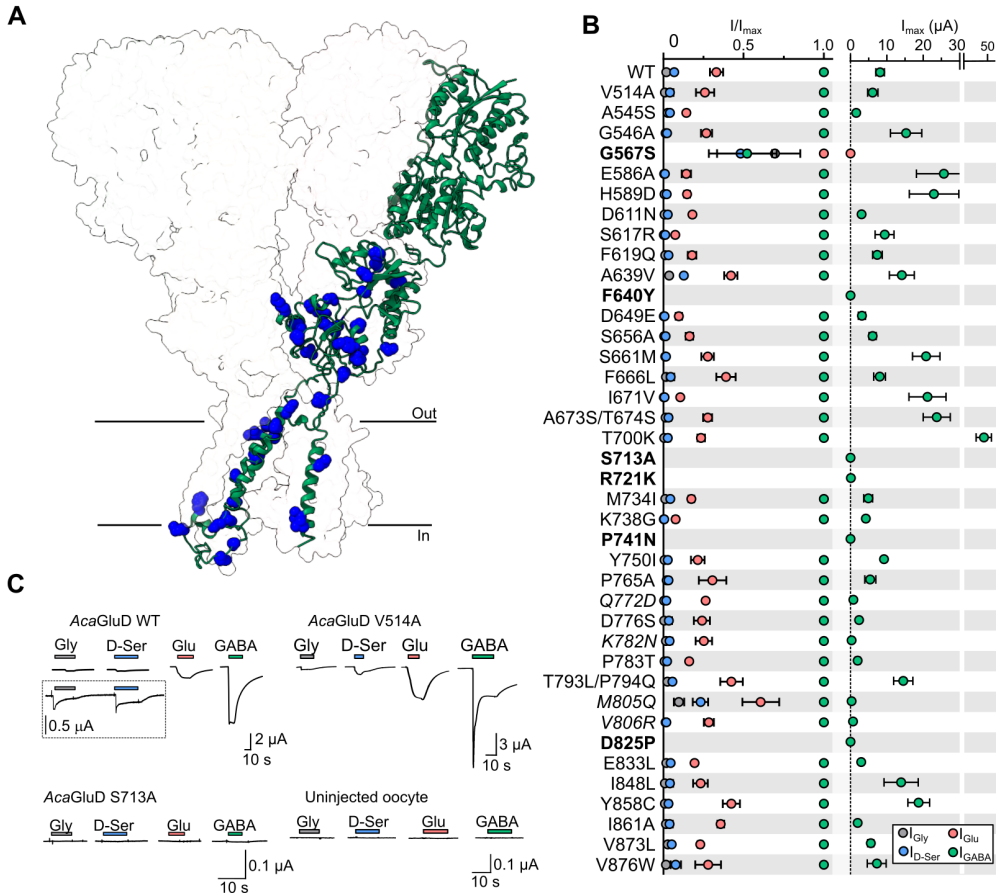 A
Out
In
B
I/Imax
Imax (µA)
0 0.5 1.0 0 10 20 30 50
WT
V514A
A545S
G546A
G567S
E586A
H589D
D611N
S617R
F619Q
A639V
F640Y
D649E
S656A
S661M
F666L
I671V
A673S/T674S
T700K
S713A
R721K
M734I
K738G
P741N
Y750I
P765A
Q772D
D776S
K782N
P783T
T793L/P794Q
M805Q
V806R
D825P
E833L
I848L
Y858C
I861A
V873L
V876W
IGly IGlu
ID-Ser IGABA
C
AcaGluD WT
Gly D-Ser Glu GABA
0.5 µA
2 µA
10 s
AcaGluD V514A
Gly D-Ser Glu GABA
3 µA
10 s
AcaGluD S713A
Gly D-Ser Glu GABA
0.1 µA
10 s
Uninjected oocyte
Gly D-Ser Glu GABA
0.1 µA
10 s